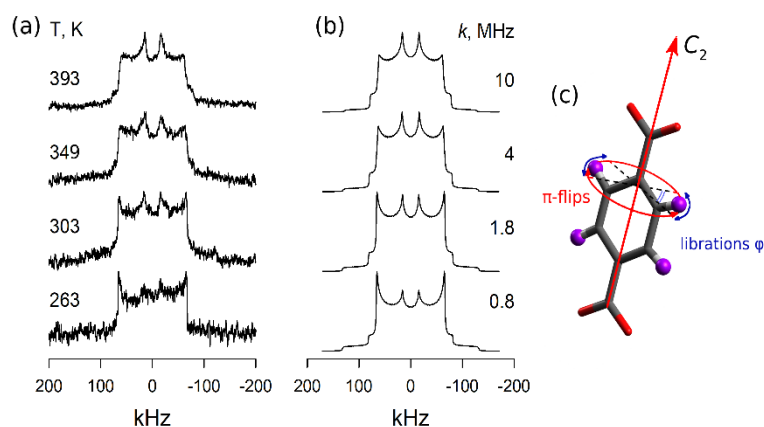 (a) T, K
393
349
303
263
200 100 0 -100 -200
kHz
(b) k, MHz
10
4
1.8
0.8
200 100 0 -100 -200
kHz
(c)
C2
π-flips
librations φ